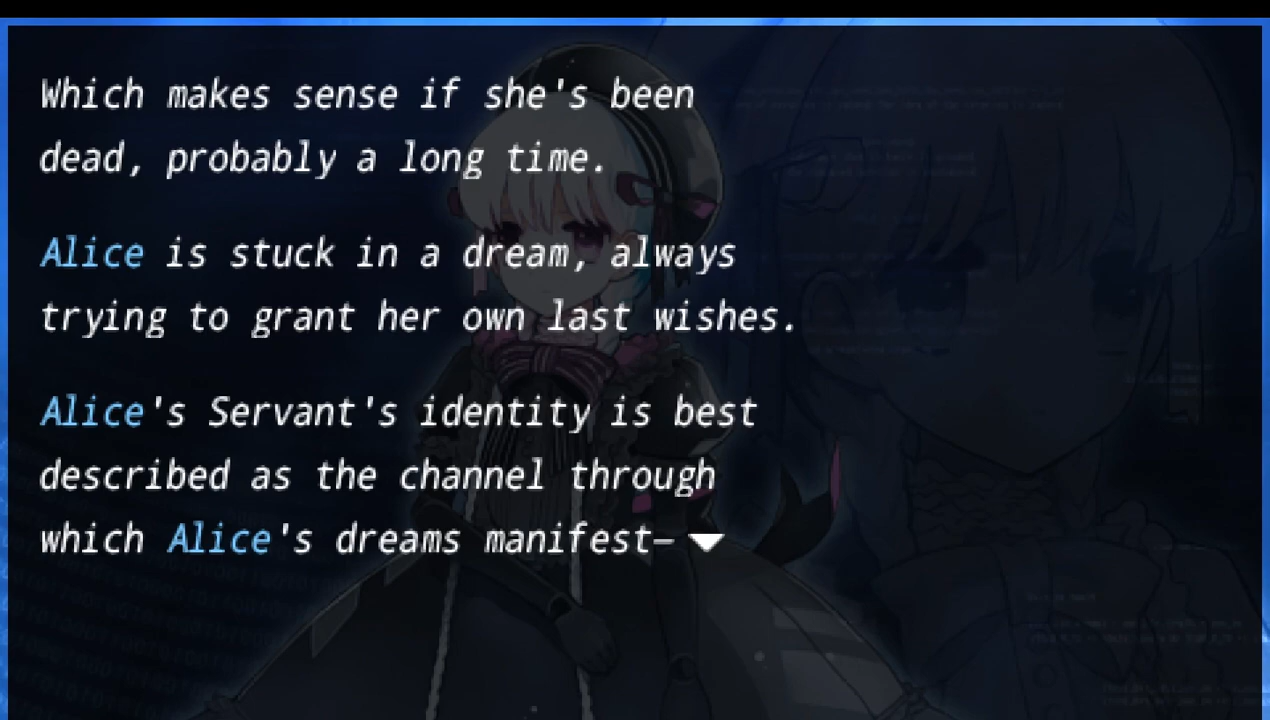 Which makes sense if she's been
dead, probably a long time.
Alice is stuck in a dream, always
trying to grant her own last wishes.
Alice's Servant's identity is best
described as the channel through
which Alice's dreams manifest—